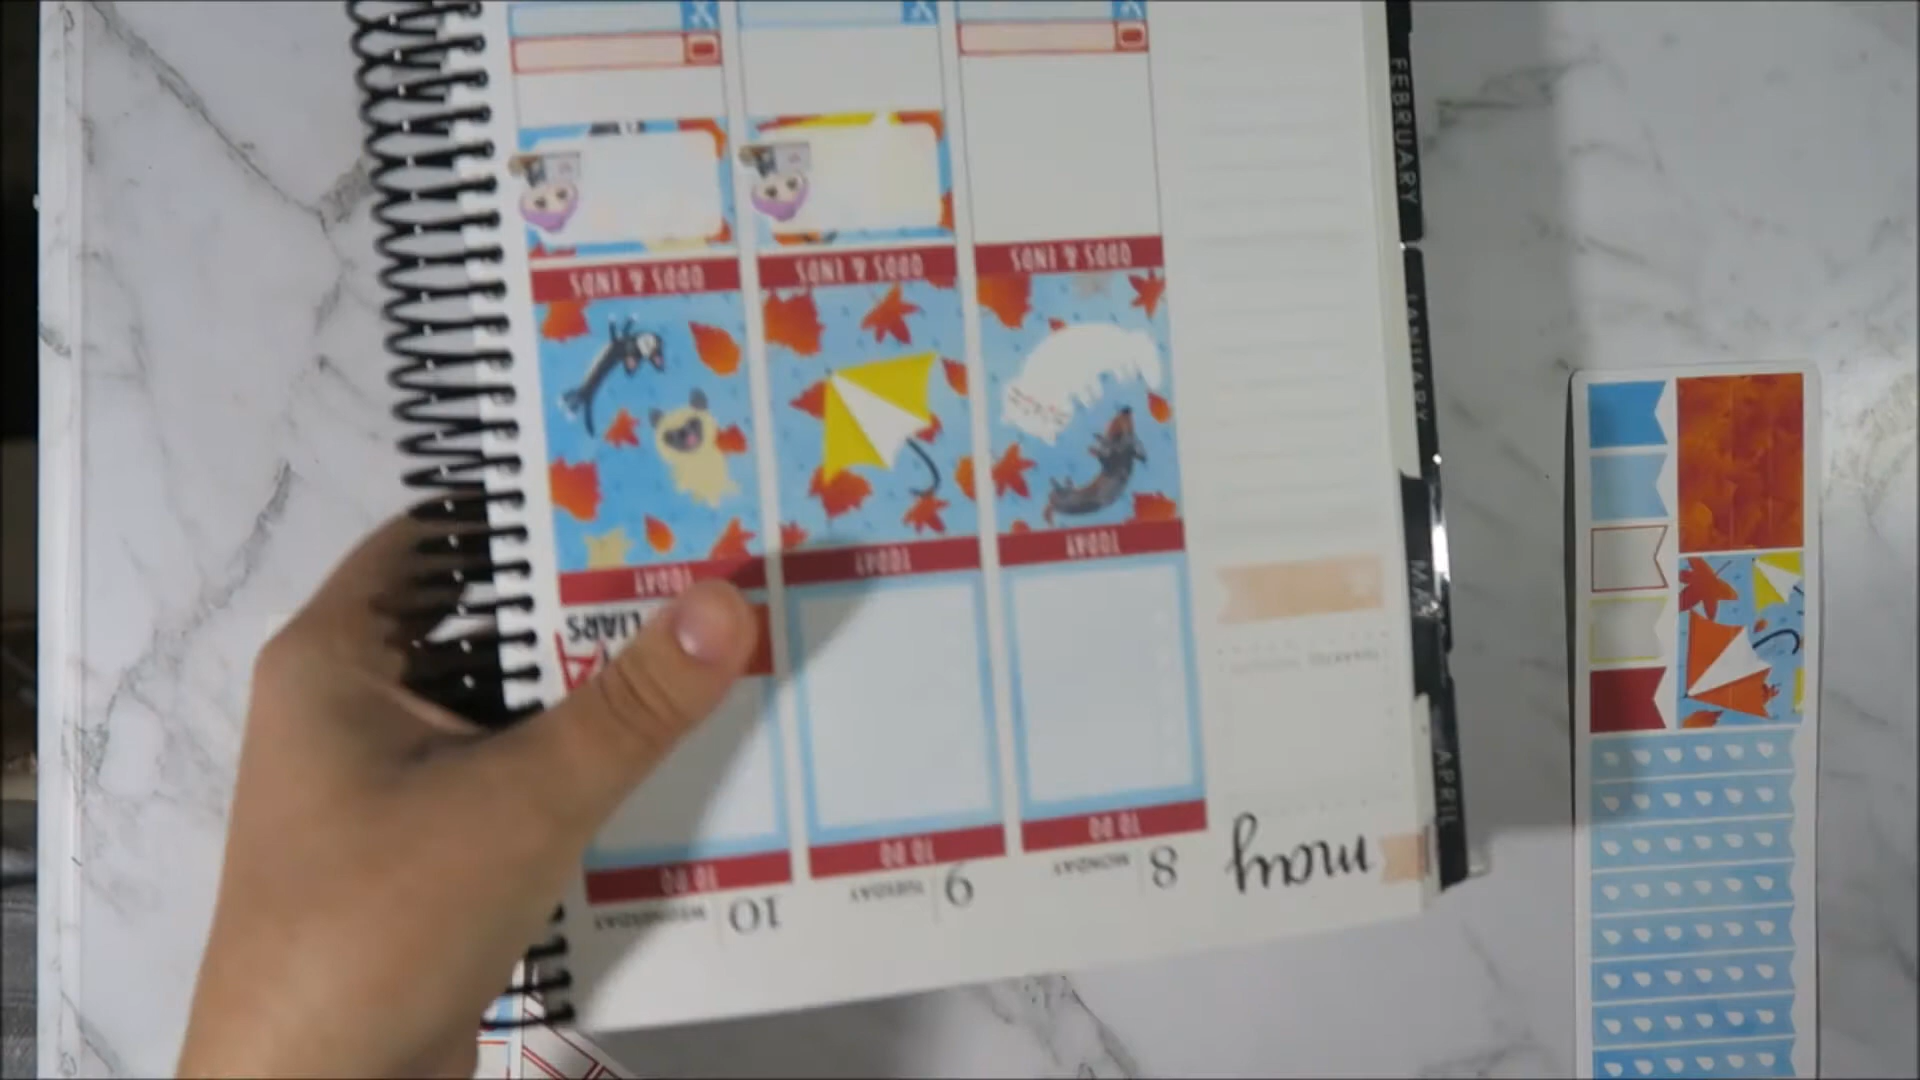 may
8 MONDAY
9 TUESDAY
10 WEDNESDAY
TO DO
TO DO
TO DO
LIARS
TODAY
TODAY
TODAY
ODDS & ENDS
ODDS & ENDS
ODDS & ENDS
FEBRUARY
JANUARY
APRIL